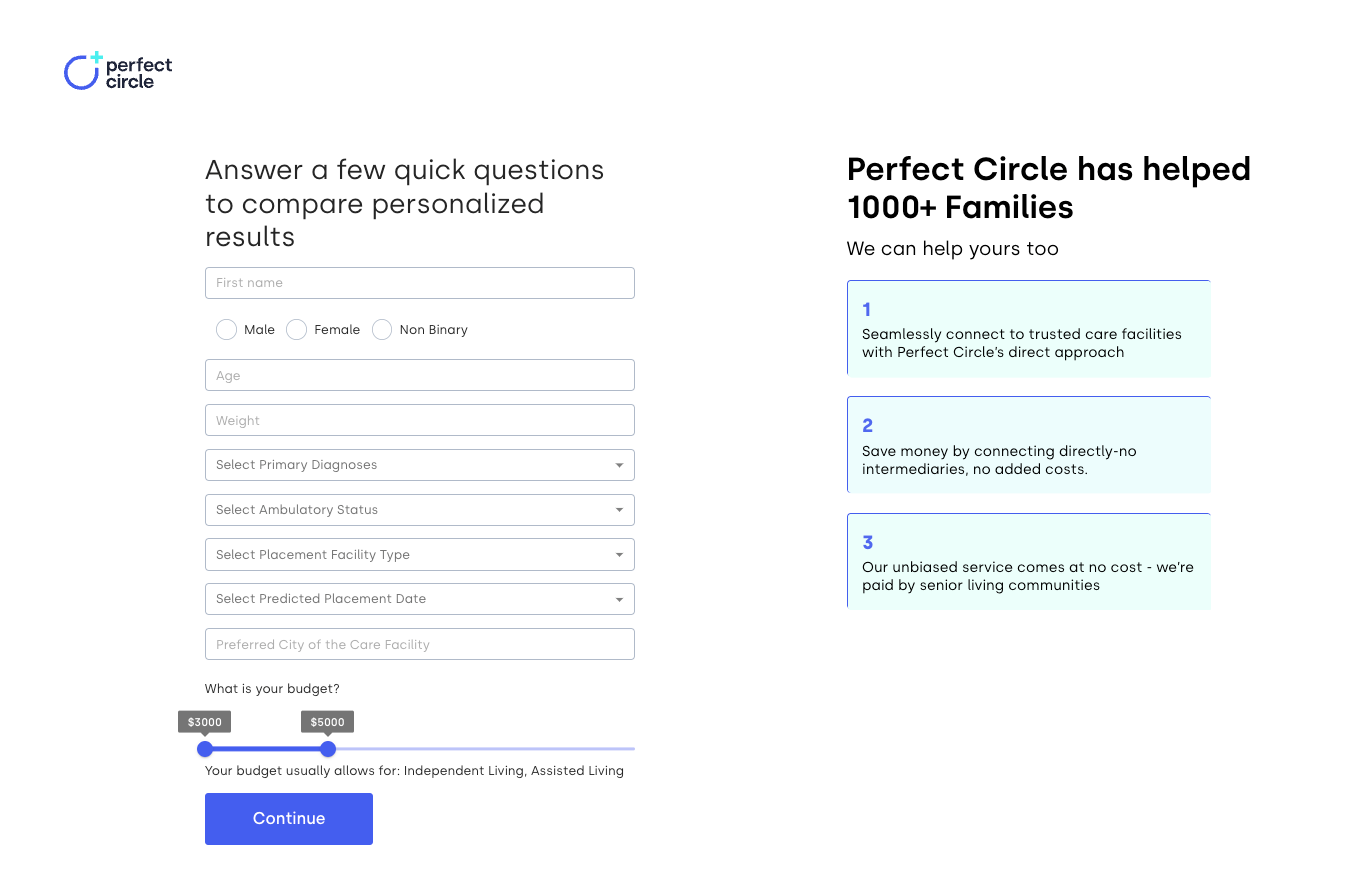 perfect
circle
Answer a few quick questions
to compare personalized
results
First name
Male Female Non Binary
Age
Weight
Select Primary Diagnoses
Select Ambulatory Status
Select Placement Facility Type
Select Predicted Placement Date
Preferred City of the Care Facility
What is your budget?
$3000 $5000
Your budget usually allows for: Independent Living, Assisted Living
Continue
Perfect Circle has helped
1000+ Families
We can help yours too
1
Seamlessly connect to trusted care facilities
with Perfect Circle's direct approach
2
Save money by connecting directly-no
intermediaries, no added costs.
3
Our unbiased service comes at no cost - we're
paid by senior living communities